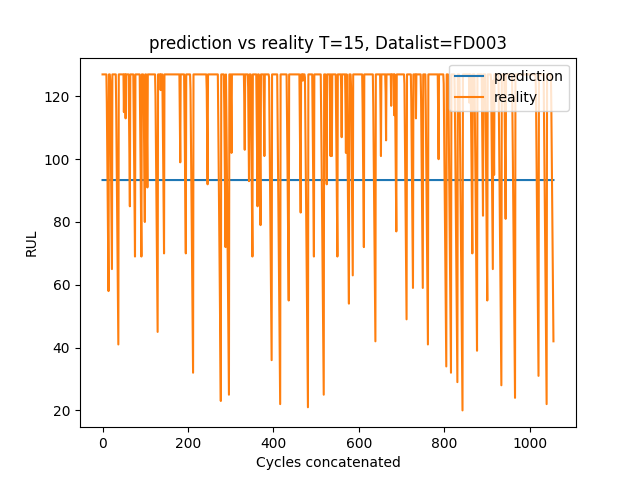 prediction vs reality T=15, Datalist=FD003
prediction
reality
RUL
120
100
80
60
40
20
0 200 400 600 800 1000
Cycles concatenated